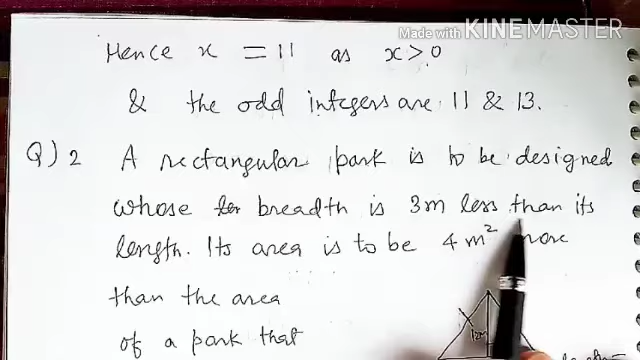 Made with KINEMASTER
Hence x = 11 as x > 0
& the odd integers are 11 & 13.
Q) 2 A rectangular park is to be designed
whose breadth is 3m less than its
length. Its area is to be 4 m² more
than the area
of a park that
12m